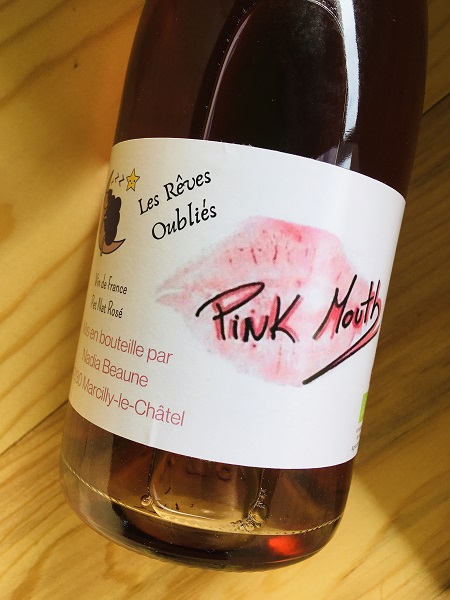 Les Rêves
Oubliés
Pink Mouth
Vin de France
Pet Nat Rosé
en bouteille par
Nadia Beaune
Marcilly-le-Châtel